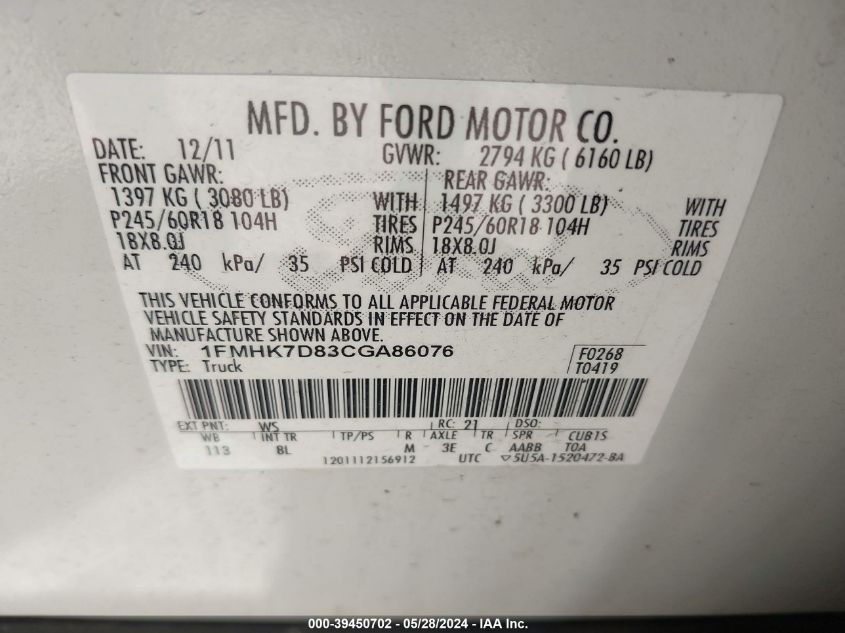 MFD. BY FORD MOTOR CO.
DATE: 12/11 GVWR: 2794 KG ( 6160 LB)
FRONT GAWR: REAR GAWR:
1397 KG ( 3080 LB) WITH 1497 KG ( 3300 LB) WITH
P245/60R18 104H TIRES P245/60R18 104H TIRES
18X8.0J RIMS 18X8.0J RIMS
AT 240 kPa/ 35 PSI COLD AT 240 kPa/ 35 PSI COLD
THIS VEHICLE CONFORMS TO ALL APPLICABLE FEDERAL MOTOR
VEHICLE SAFETY STANDARDS IN EFFECT ON THE DATE OF
MANUFACTURE SHOWN ABOVE.
VIN: 1FMHK7D83CGA86076 F0268
TYPE: Truck T0419
EXT PNT: WS RC: 21 DSO:
WB INT TR TP/PS R AXLE TR SPR CUB1S
113 BL M 3E C AABB TOA
1201112156912 UTC ▽5U5A-1520472-BA
000-39450702 - 05/28/2024 - IAA Inc.